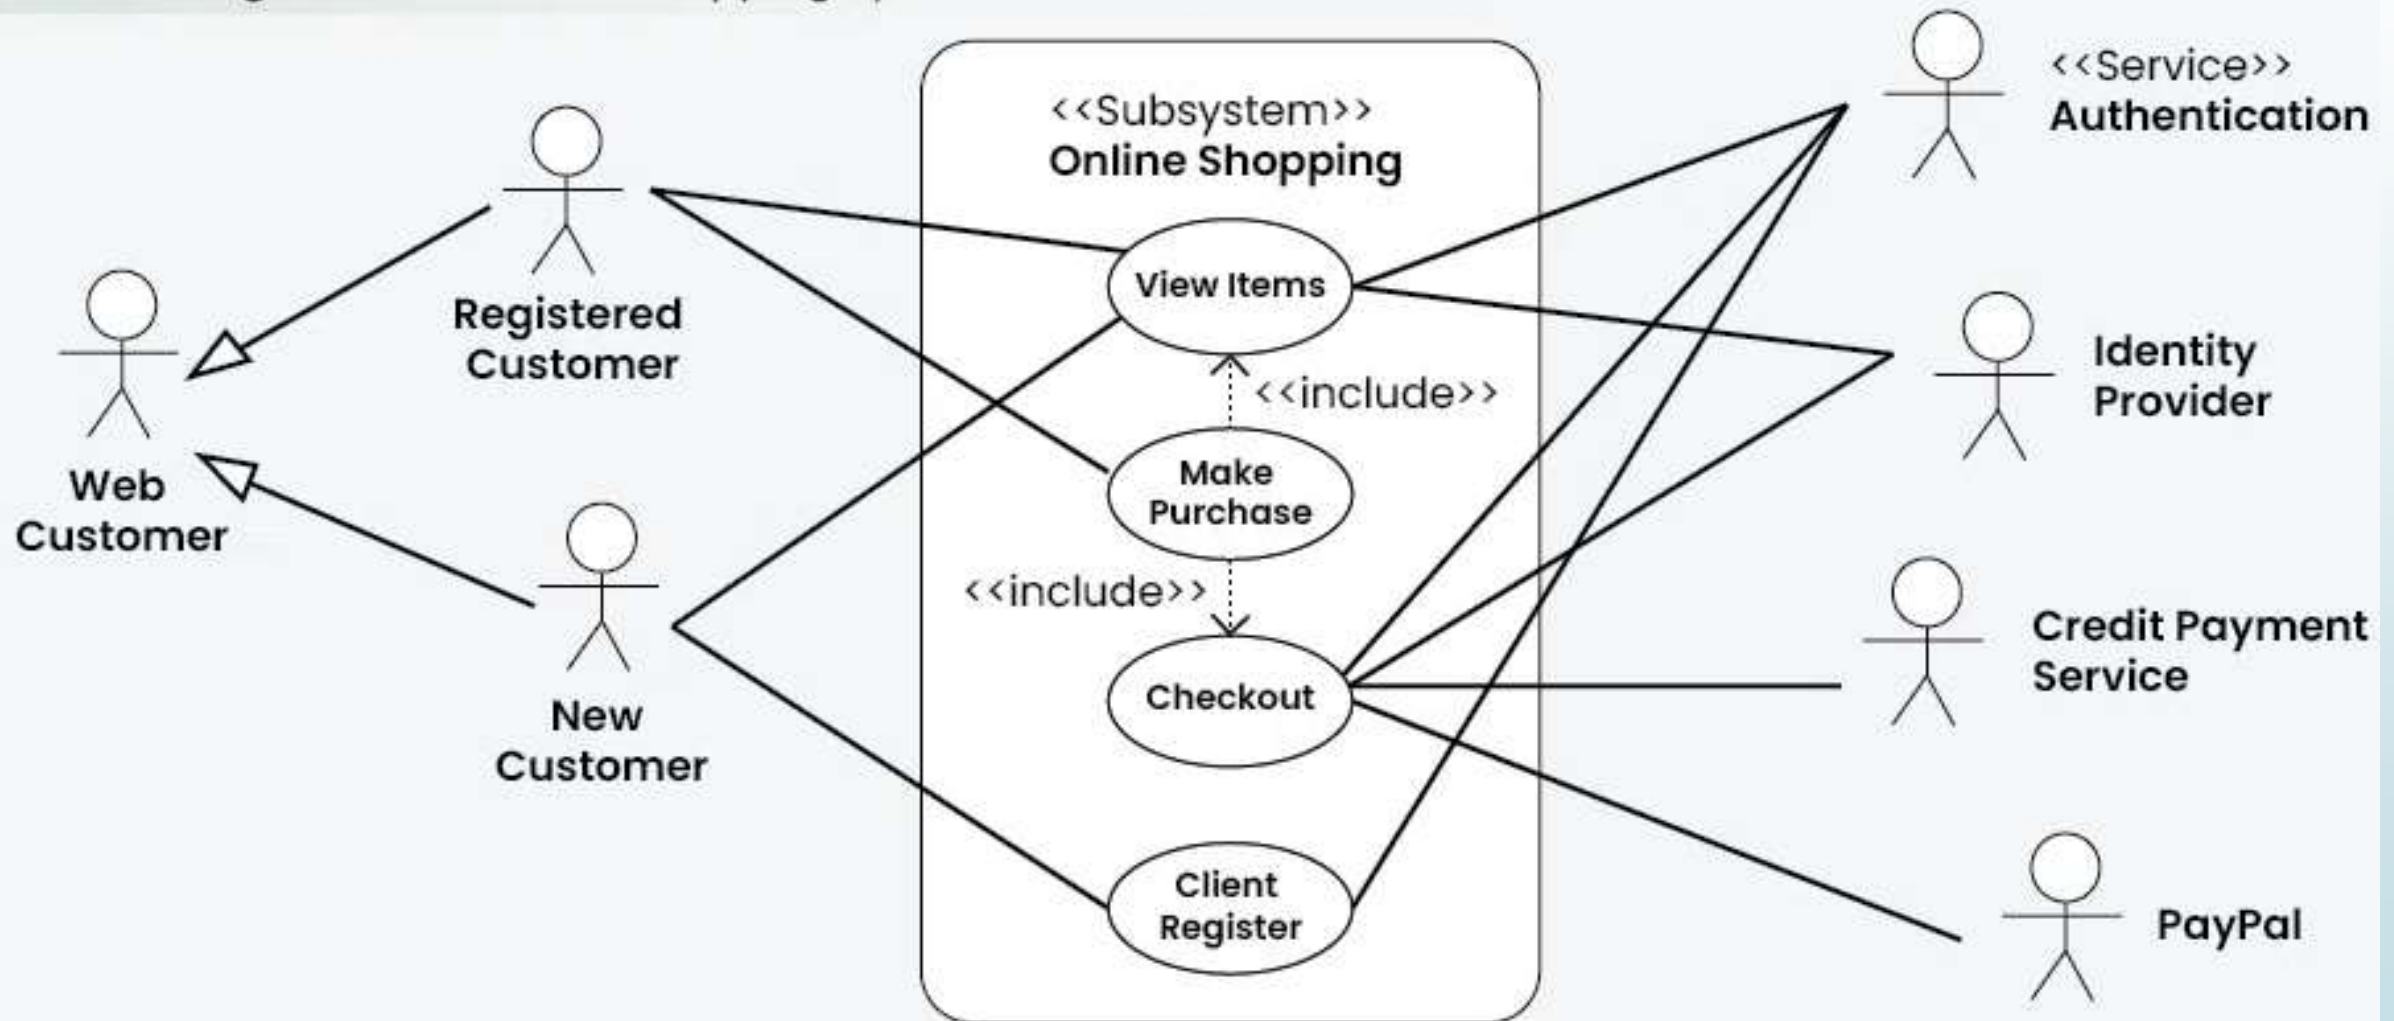 <<Subsystem>>
Online Shopping
<<Service>>
Authentication
Registered
Customer
View Items
Identity
Provider
<<include>>
Web
Customer
Make
Purchase
<<include>>
Credit Payment
Service
New
Customer
Checkout
Client
Register
PayPal